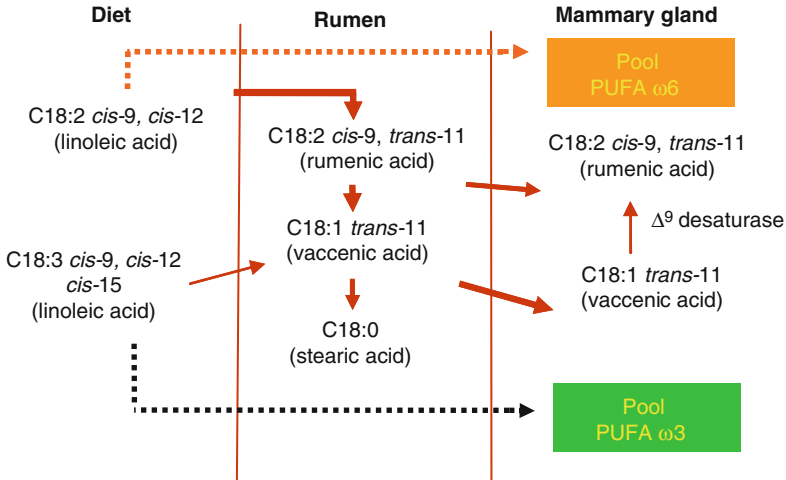 Diet
Rumen
Mammary gland
C18:2 cis-9, cis-12
(linoleic acid)
C18:3 cis-9, cis-12
cis-15
(linoleic acid)
C18:2 cis-9, trans-11
(rumenic acid)
C18:1 trans-11
(vaccenic acid)
C18:0
(stearic acid)
Pool
PUFA ω6
C18:2 cis-9, trans-11
(rumenic acid)
Δ⁹ desaturase
C18:1 trans-11
(vaccenic acid)
Pool
PUFA ω3